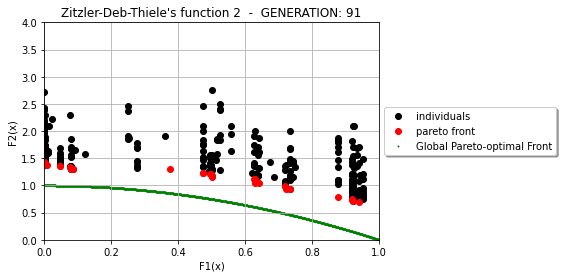 Zitzler-Deb-Thiele's function 2 - GENERATION: 91
4.0
3.5
3.0
2.5
2.0
1.5
1.0
0.5
0.0
F2(x)
0.0 0.2 0.4 0.6 0.8 1.0
F1(x)
individuals
pareto front
Global Pareto-optimal Front